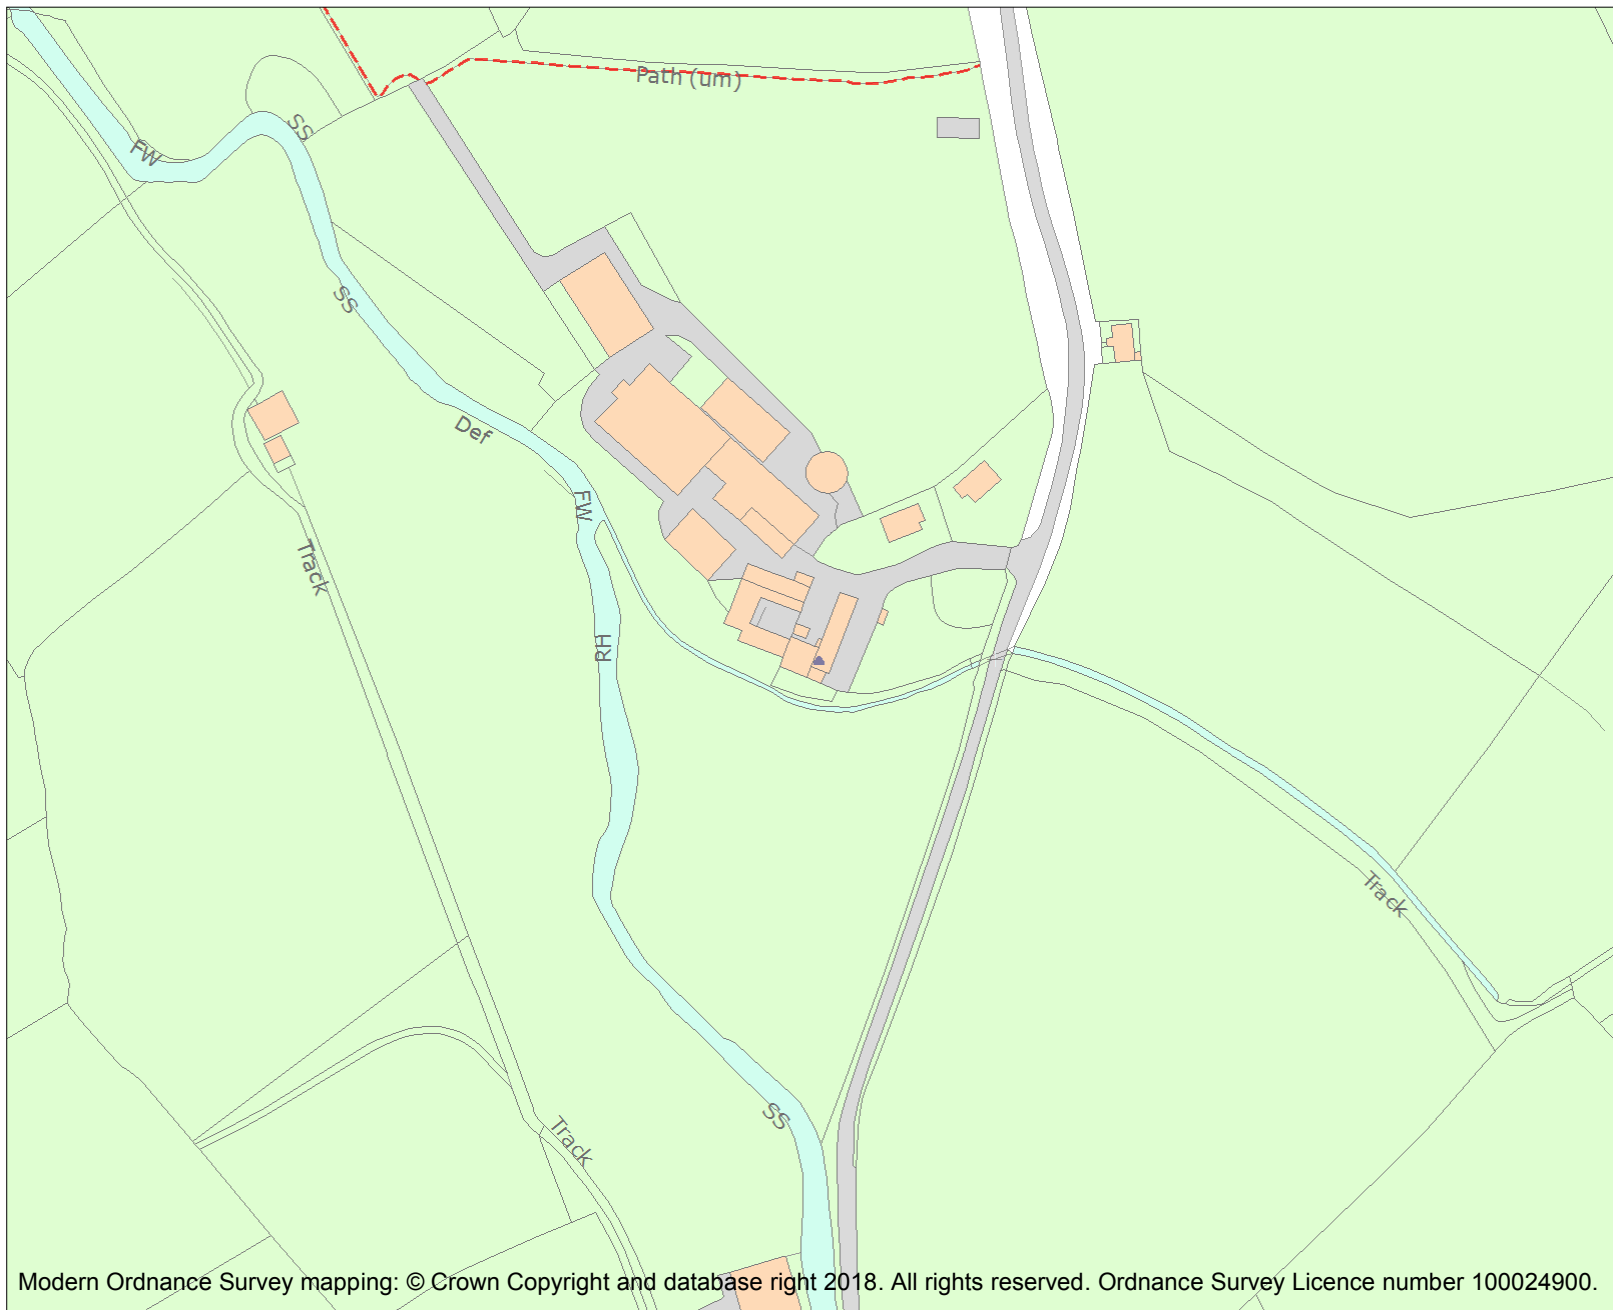 Path (um)
SS
FW
SS
Def
FW
Track
RH
Track
SS
Track
Modern Ordnance Survey mapping: © Crown Copyright and database right 2018. All rights reserved. Ordnance Survey Licence number 100024900.